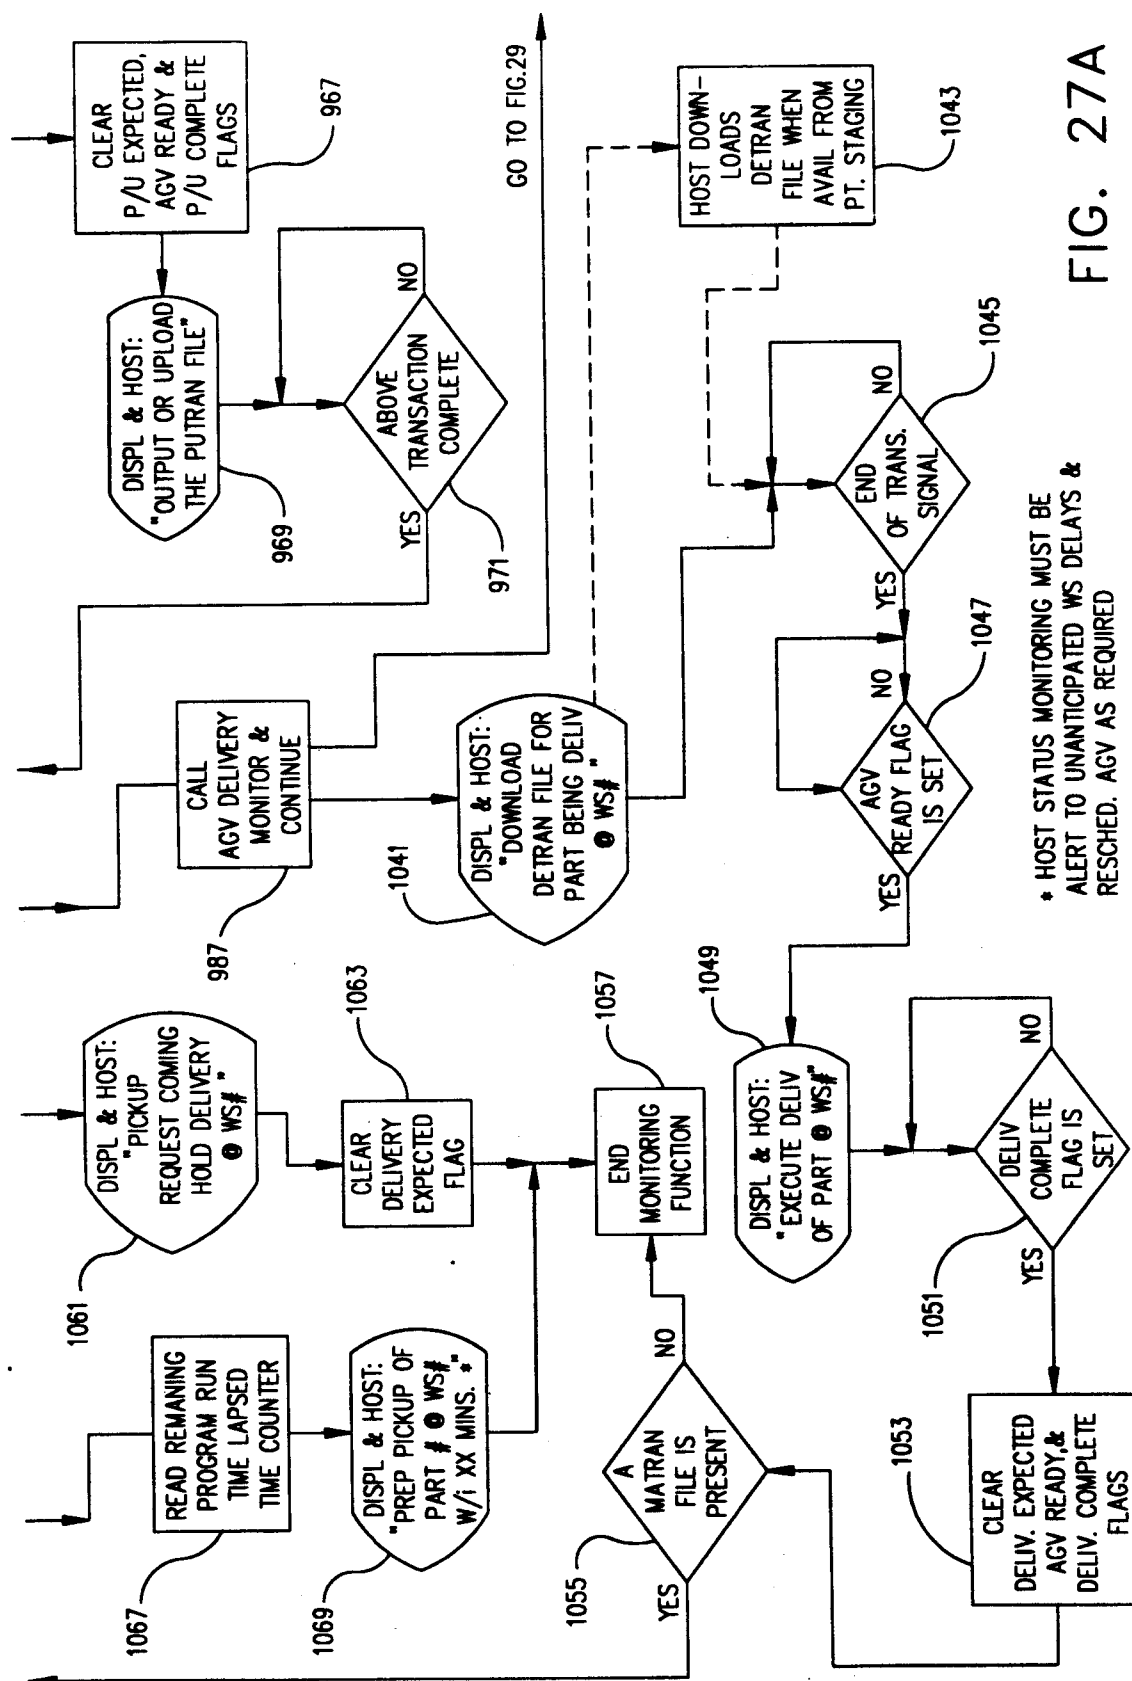 CLEAR
P/U EXPECTED,
AGV READY &
P/U COMPLETE
FLAGS
967
DISPL & HOST:
"OUTPUT OR UPLOAD
THE PUTRAN FILE"
969
ABOVE
TRANSACTION
COMPLETE
NO
YES
971
CALL
AGV DELIVERY
MONITOR &
CONTINUE
987
GO TO FIG.29
DISPL & HOST:
"DOWNLOAD
DETRAN FILE FOR
PART BEING DELIV
@ WS# "
1041
HOST DOWN-
LOADS
DETRAN
FILE WHEN
AVAIL FROM
PT. STAGING
1043
END
OF TRANS.
SIGNAL
NO
YES
1045
AGV
READY FLAG
IS SET
NO
YES
1047
DISPL & HOST:
"PICKUP
REQUEST COMING
HOLD DELIVERY
@ WS# "
1061
CLEAR
DELIVERY
EXPECTED
FLAG
1063
END
MONITORING
FUNCTION
1057
READ REMANING
PROGRAM RUN
TIME LAPSED
TIME COUNTER
1067
DISPL & HOST:
"PREP PICKUP OF
PART # @ WS#
W/i XX MINS. * "
1069
DISPL & HOST:
"EXECUTE DELIV
OF PART @ WS#"
1049
DELIV
COMPLETE
FLAG IS
SET
NO
YES
1051
CLEAR
DELIV. EXPECTED
AGV READY,&
DELIV. COMPLETE
FLAGS
1053
A
MATRAN
FILE IS
PRESENT
NO
YES
1055
* HOST STATUS MONITORING MUST BE
ALERT TO UNANTICIPATED WS DELAYS &
RESCHED. AGV AS REQUIRED
FIG. 27A